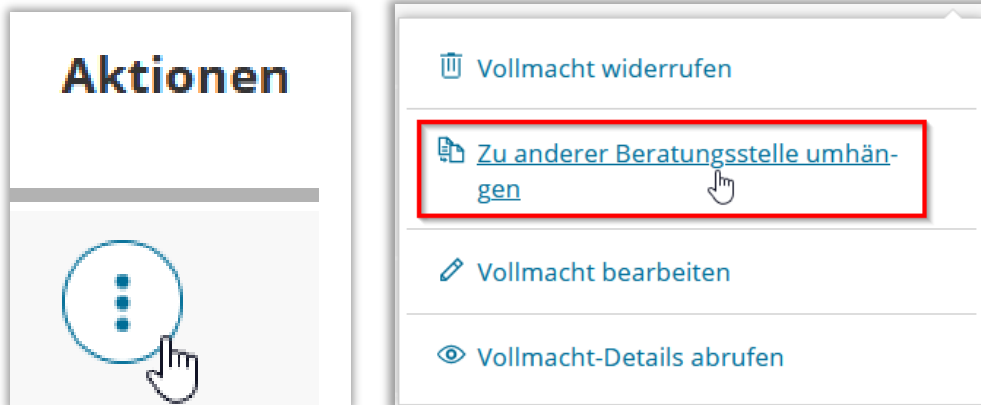 Aktionen
Vollmacht widerrufen
Zu anderer Beratungsstelle umhän-
gen
Vollmacht bearbeiten
Vollmacht-Details abrufen